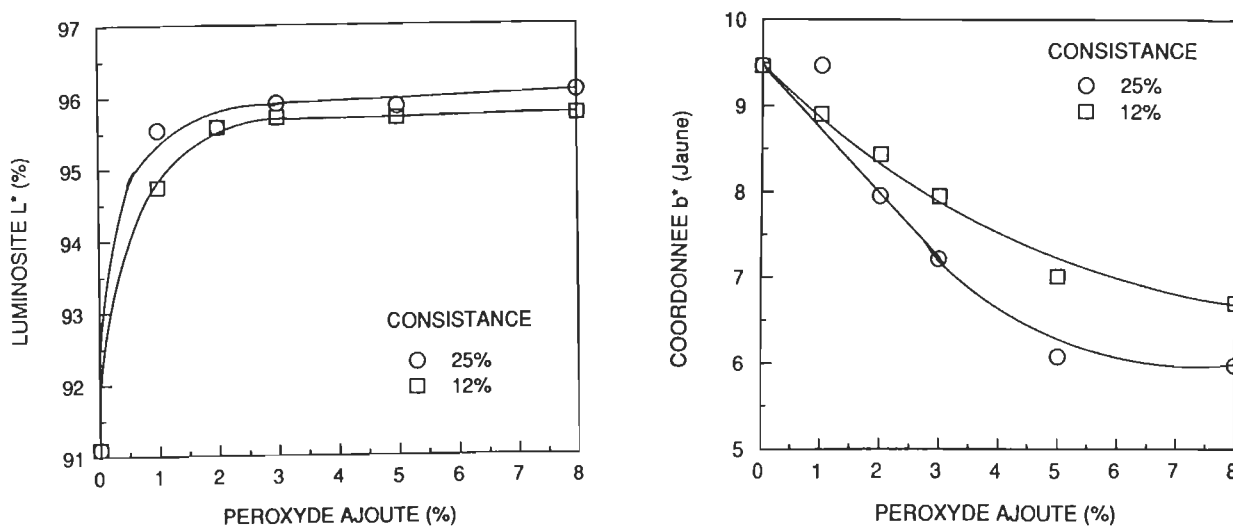 97
96
95
94
93
92
91
LUMINOSITE L* (%)
0 1 2 3 4 5 6 7 8
PEROXYDE AJOUTE (%)
CONSISTANCE
25%
12%
10
9
8
7
6
5
COORDONNEE b* (Jaune)
0 1 2 3 4 5 6 7 8
PEROXYDE AJOUTE (%)
CONSISTANCE
25%
12%